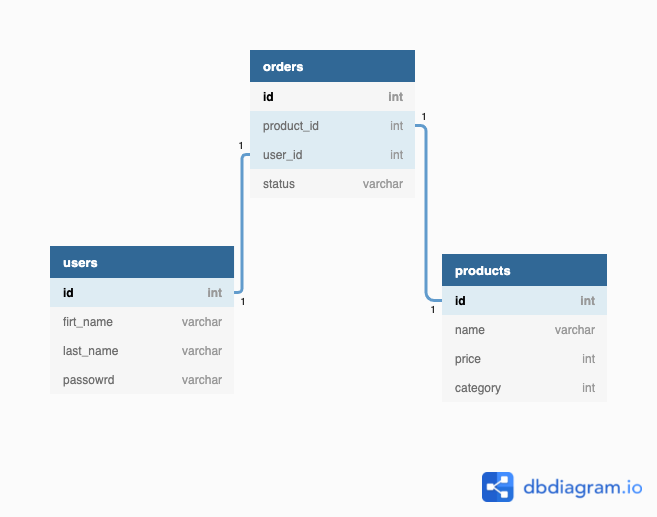 orders
id int
product_id int
user_id int
status varchar
1
1
users
id int
firt_name varchar
last_name varchar
passowrd varchar
1
products
id int
name varchar
price int
category int
1
dbdiagram.io